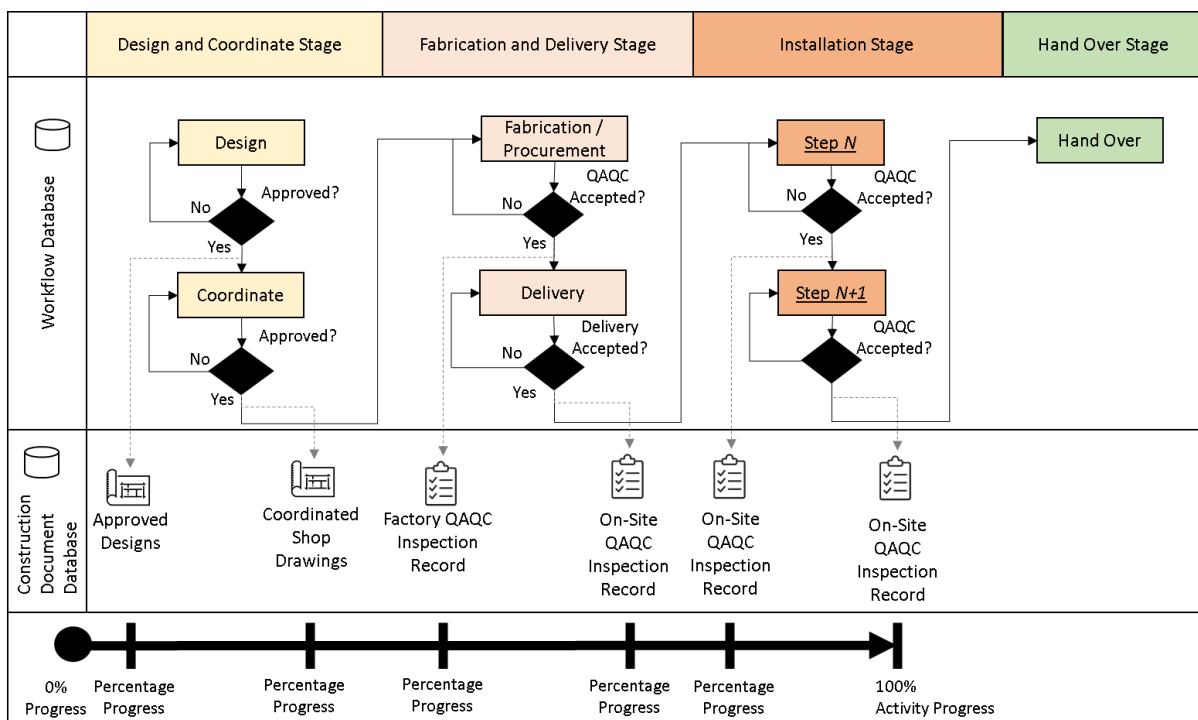 Design and Coordinate Stage
Fabrication and Delivery Stage
Installation Stage
Hand Over Stage
Workflow Database
Design
Approved?
No
Yes
Coordinate
Approved?
No
Yes
Fabrication /
Procurement
QAQC
Accepted?
No
Yes
Delivery
Delivery
Accepted?
No
Yes
Step N
QAQC
Accepted?
No
Yes
Step N+1
QAQC
Accepted?
No
Hand Over
Construction
Document
Database
Approved
Designs
Coordinated
Shop
Drawings
Factory QAQC
Inspection
Record
On-Site
QAQC
Inspection
Record
On-Site
QAQC
Inspection
Record
On-Site
QAQC
Inspection
Record
0%
Progress
Percentage
Progress
Percentage
Progress
Percentage
Progress
Percentage
Progress
Percentage
Progress
100%
Activity Progress